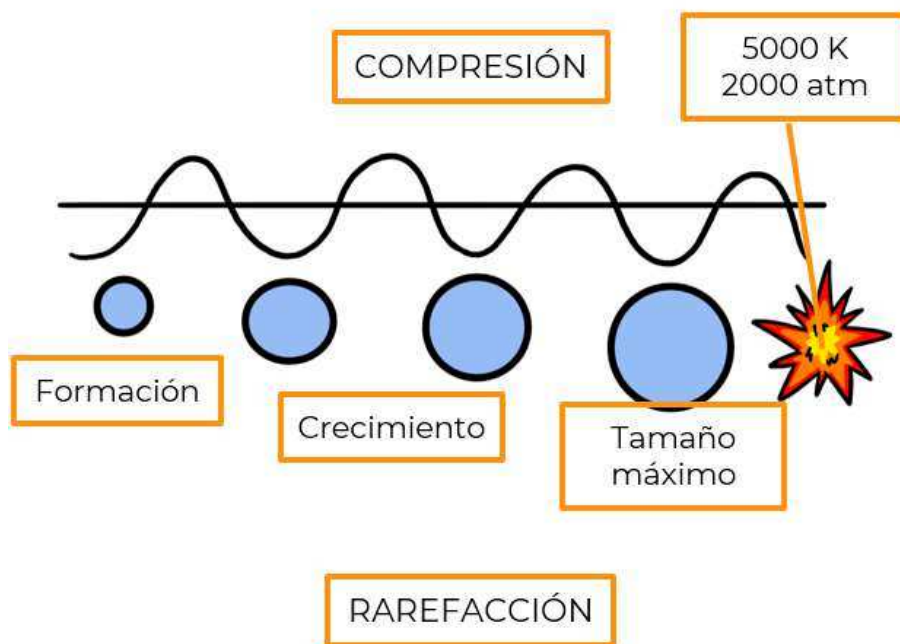 COMPRESIÓN
5000 K
2000 atm
Formación
Crecimiento
Tamaño
máximo
RAREFACCIÓN